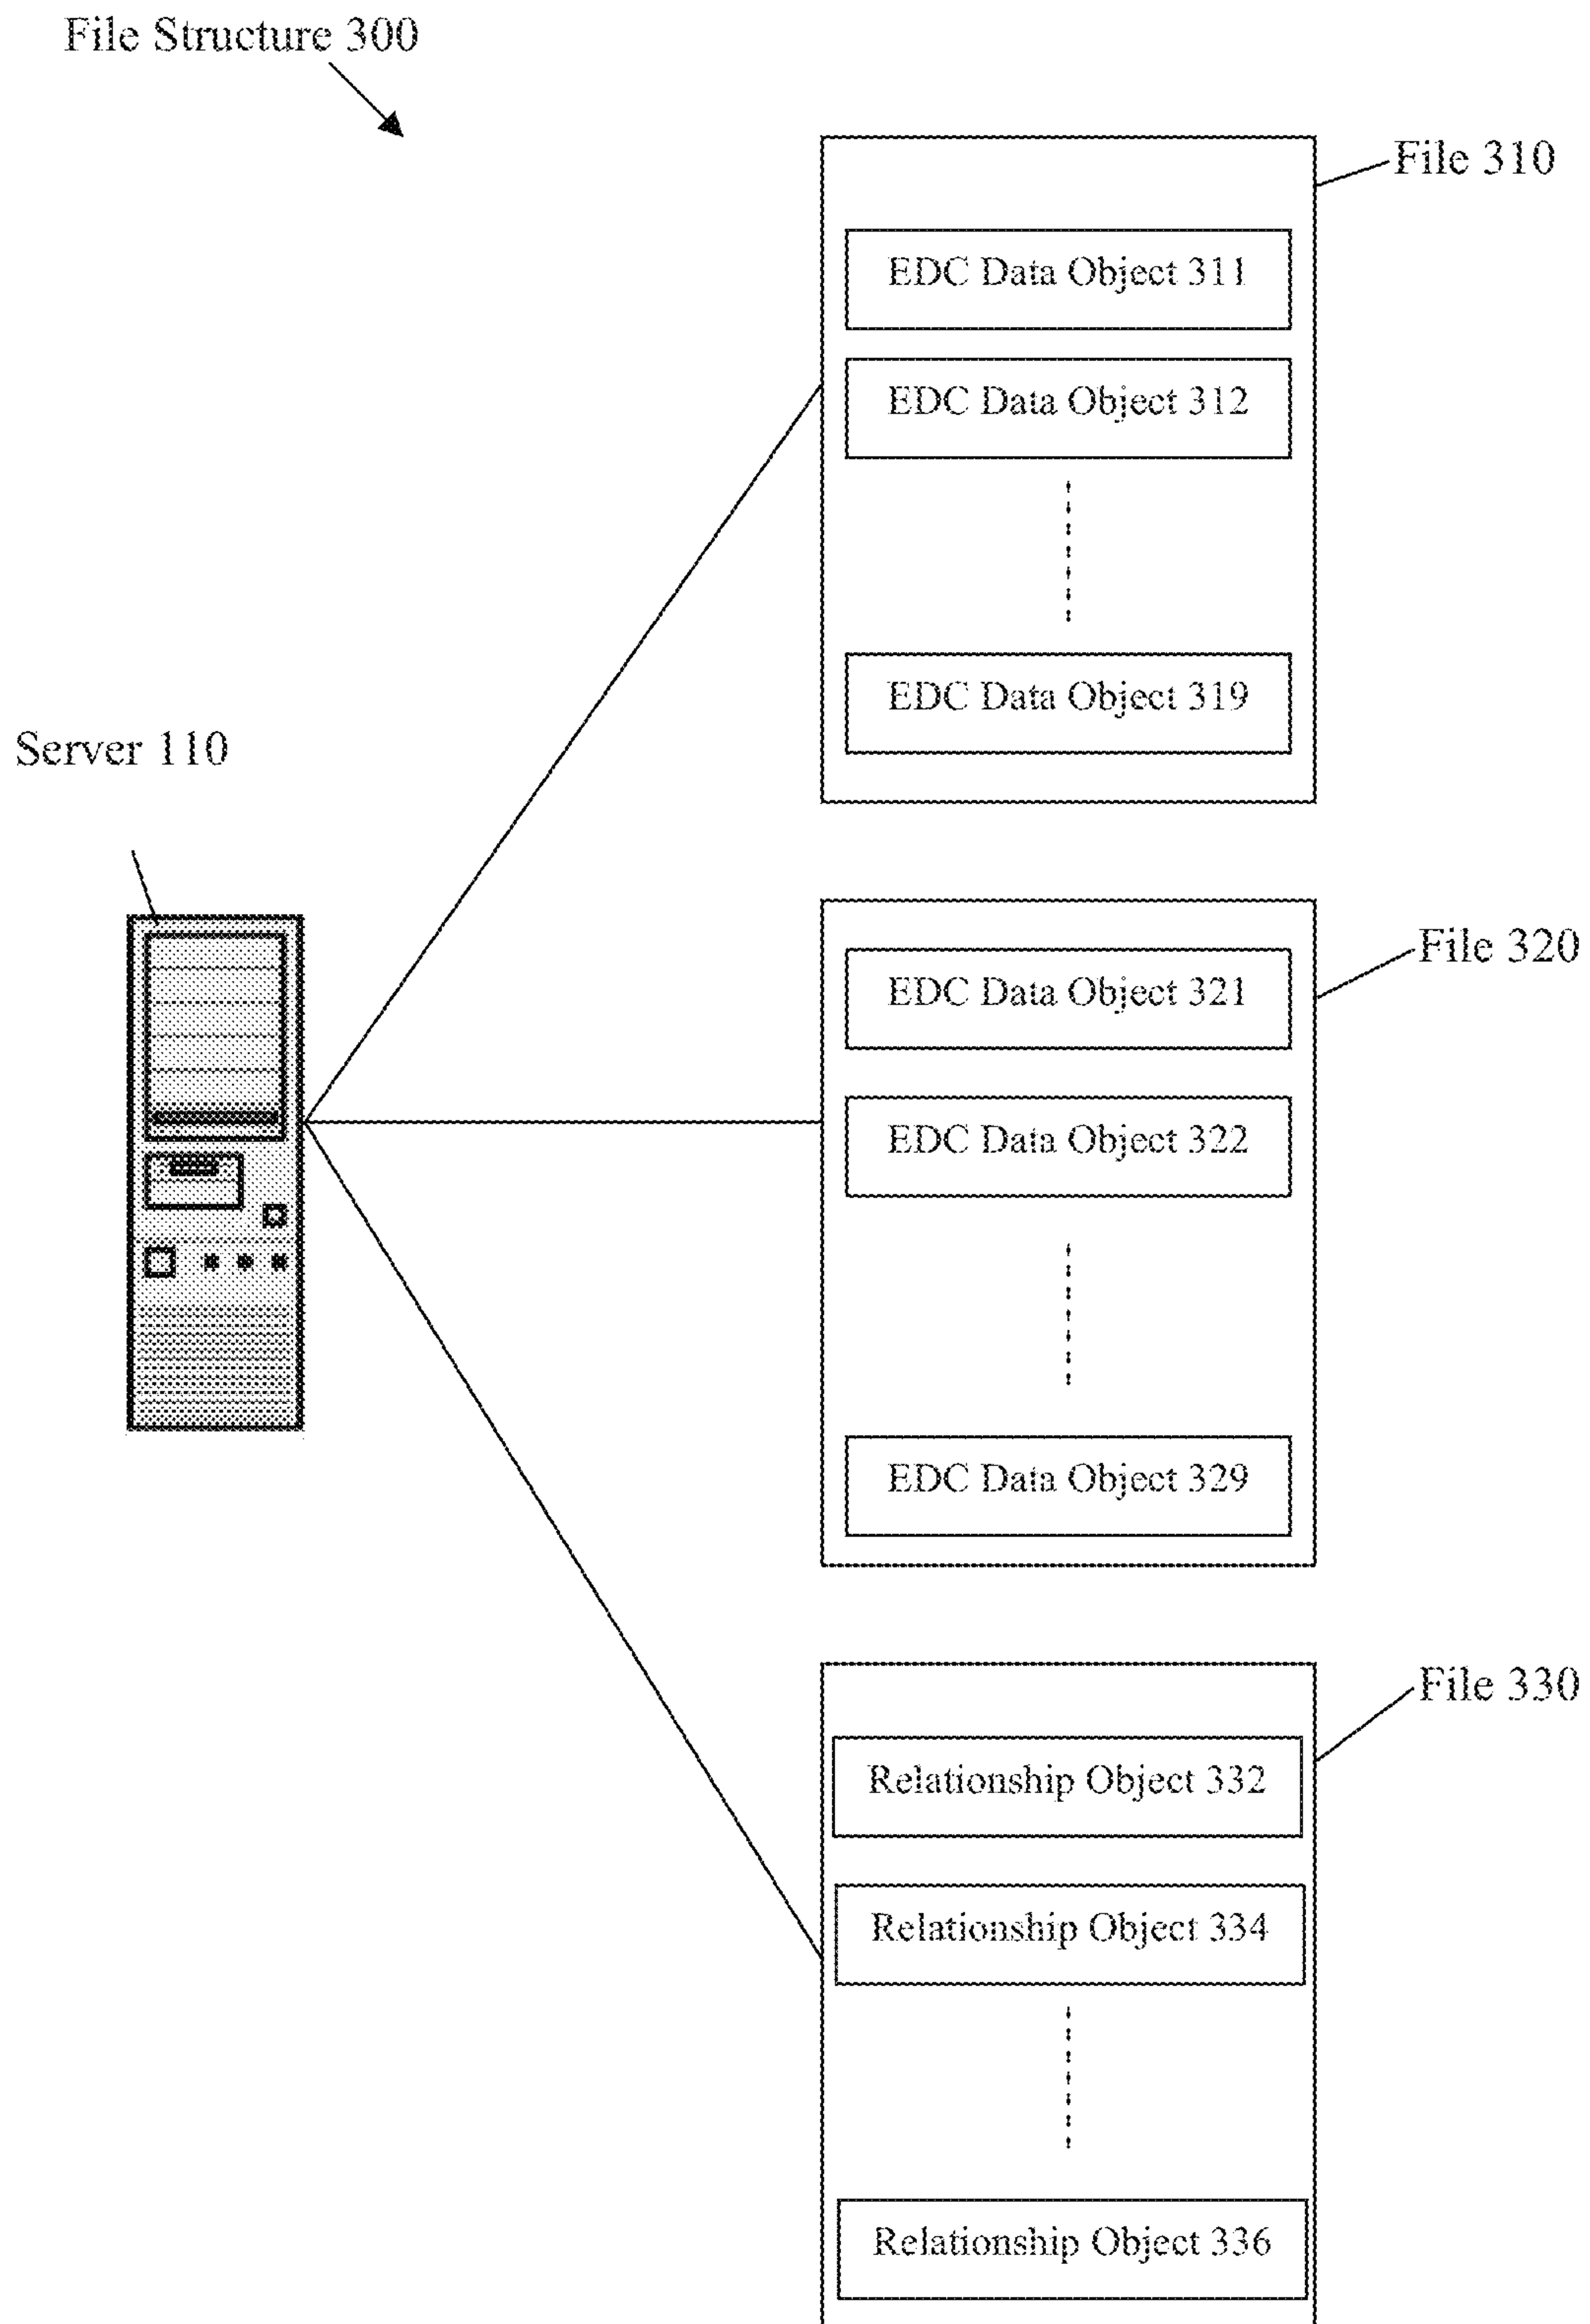 File Structure 300
File 310
EDC Data Object 311
EDC Data Object 312
EDC Data Object 319
Server 110
File 320
EDC Data Object 321
EDC Data Object 322
EDC Data Object 329
File 330
Relationship Object 332
Relationship Object 334
Relationship Object 336